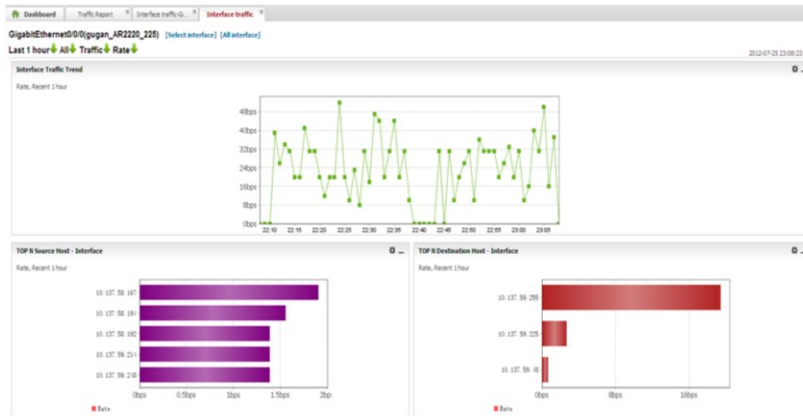 Dashboard
Traffic Report
Interface traffic-G...
Interface traffic
GigabitEthernet0/0/0(gugan_AR2220_225) [Select interface] [All interface]
Last 1 hour All Traffic Rate
2012-07-25 23:08:23
Interface Traffic Trend
Rate, Recent 1 hour
48bps
40bps
32bps
24bps
16bps
8bps
0bps
22:10 22:15 22:20 22:25 22:30 22:35 22:40 22:45 22:50 22:55 23:00 23:05
TOP N Source Host - Interface
Rate, Recent 1 hour
10.137.59.167
10.137.59.194
10.137.59.192
10.137.59.214
10.137.59.248
0bps 0.5bps 1bps 1.5bps 2bps
Rate
TOP N Destination Host - Interface
Rate, Recent 1 hour
10.137.59.255
10.137.59.225
0bps 8bps 16bps
Rate